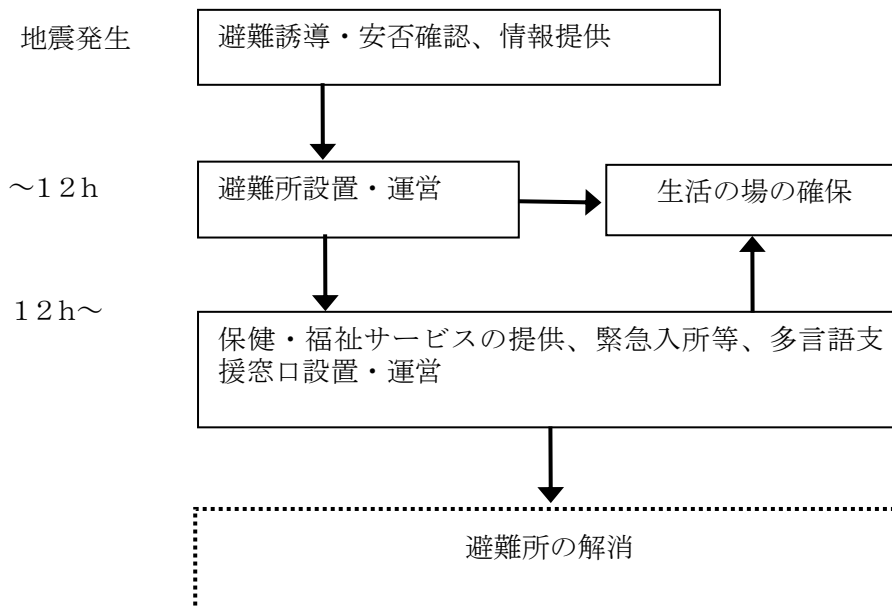 地震発生
避難誘導・安否確認、情報提供
～１２ｈ
避難所設置・運営
生活の場の確保
１２ｈ～
保健・福祉サービスの提供、緊急入所等、多言語支
援窓口設置・運営
避難所の解消